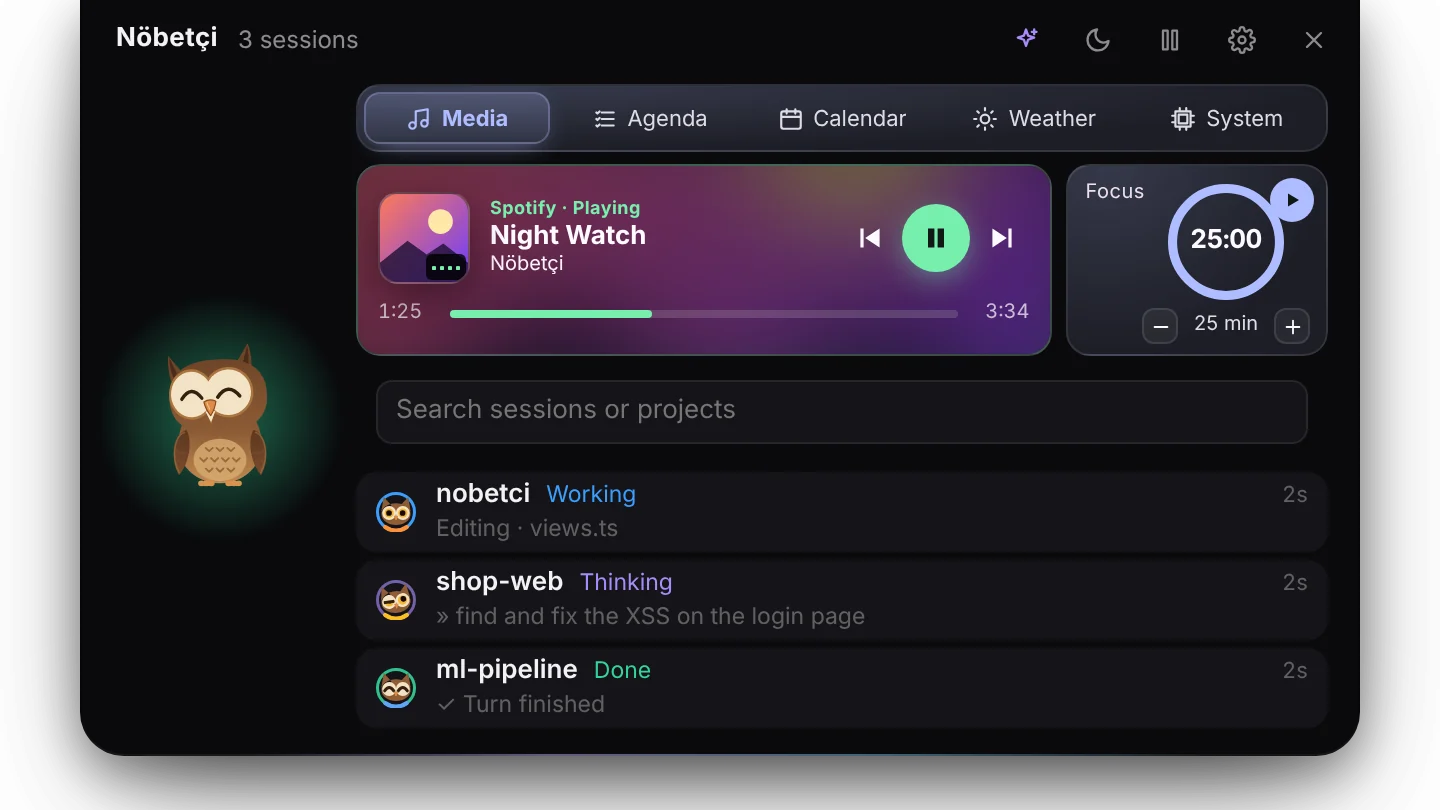 Nöbetçi 3 sessions
Media Agenda Calendar Weather System
Spotify · Playing
Night Watch
Nöbetçi
1:25 3:34
Focus
25:00
25 min
Search sessions or projects
nobetci Working 2s
Editing · views.ts
shop-web Thinking 2s
» find and fix the XSS on the login page
ml-pipeline Done 2s
✓ Turn finished